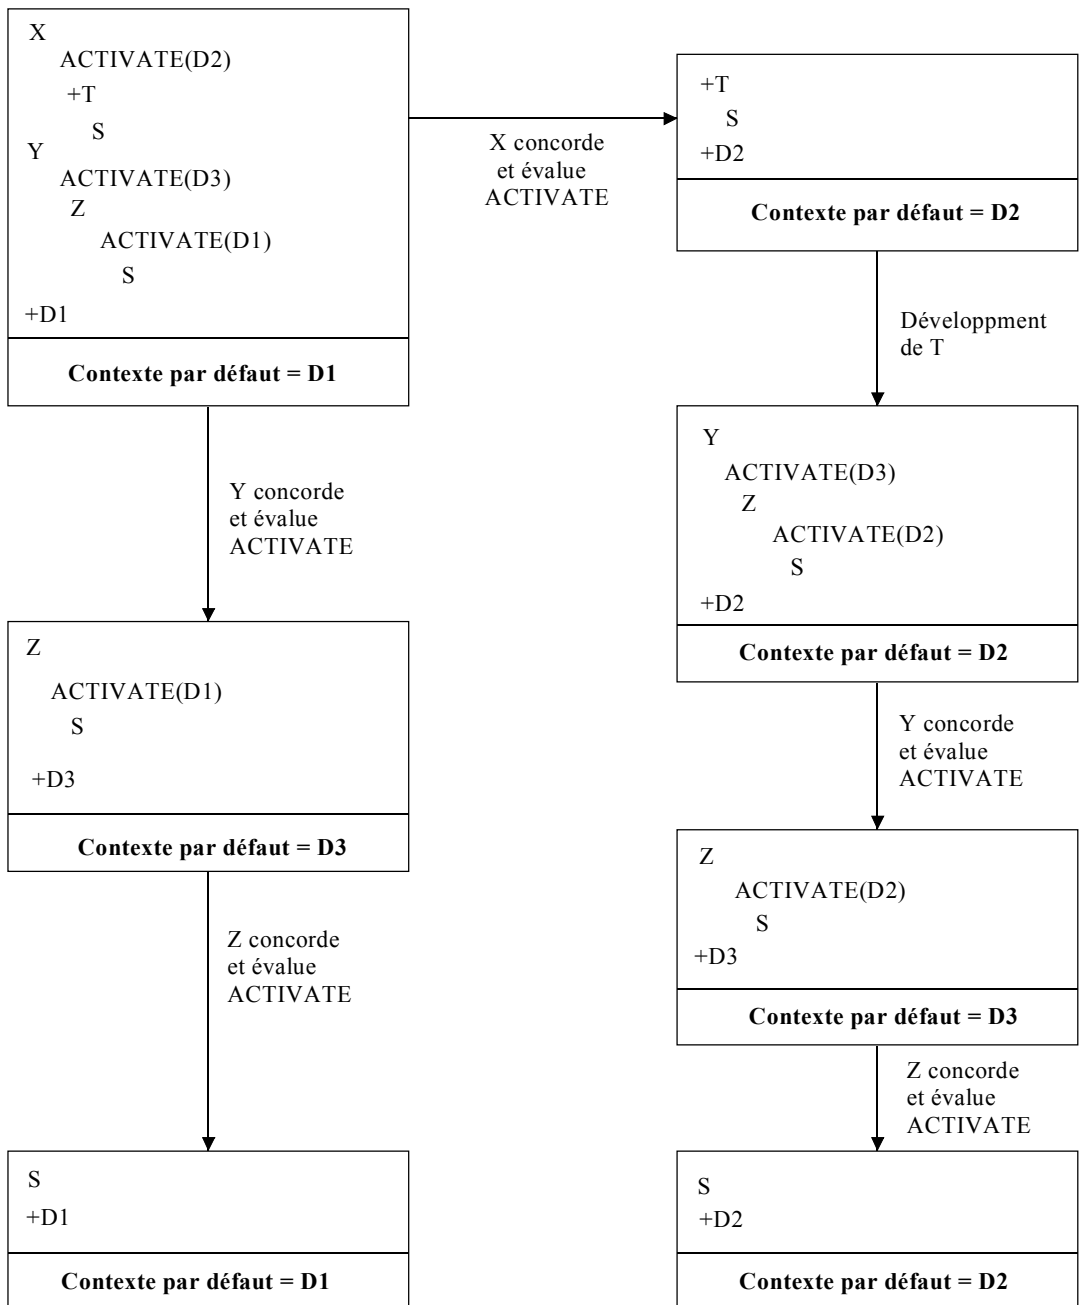 X
ACTIVATE(D2)
+T
S
Y
ACTIVATE(D3)
Z
ACTIVATE(D1)
S
+D1
Contexte par défaut = D1
X concorde
et évalue
ACTIVATE
+T
S
+D2
Contexte par défaut = D2
Développment
de T
Y
ACTIVATE(D3)
Z
ACTIVATE(D2)
S
+D2
Contexte par défaut = D2
Y concorde
et évalue
ACTIVATE
Z
ACTIVATE(D1)
S
+D3
Contexte par défaut = D3
Y concorde
et évalue
ACTIVATE
Z
ACTIVATE(D2)
S
+D3
Contexte par défaut = D3
Z concorde
et évalue
ACTIVATE
Z concorde
et évalue
ACTIVATE
S
+D1
Contexte par défaut = D1
S
+D2
Contexte par défaut = D2